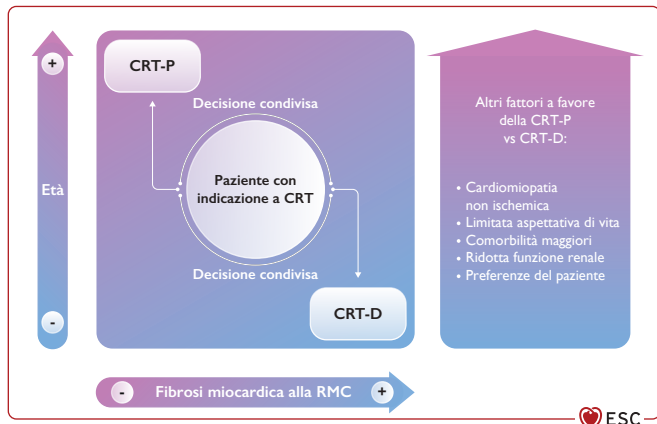 +
Età
-
CRT-P
Decisione condivisa
Paziente con
indicazione a CRT
Decisione condivisa
CRT-D
- Fibrosi miocardica alla RMC +
Altri fattori a favore
della CRT-P
vs CRT-D:
• Cardiomiopatia
non ischemica
• Limitata aspettativa di vita
• Comorbilità maggiori
• Ridotta funzione renale
• Preferenze del paziente
ESC